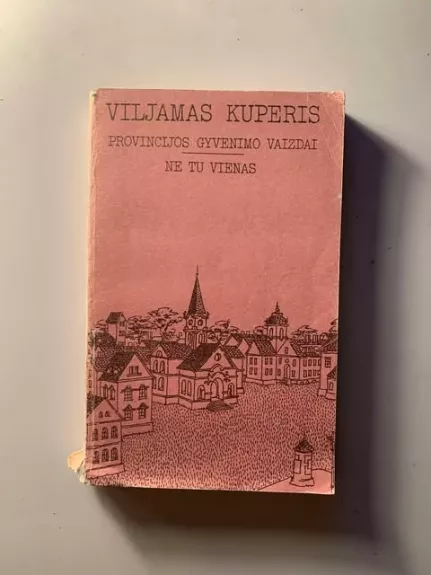 VILJAMAS KUPERIS
PROVINCIJOS GYVENIMO VAIZDAI
NE TU VIENAS